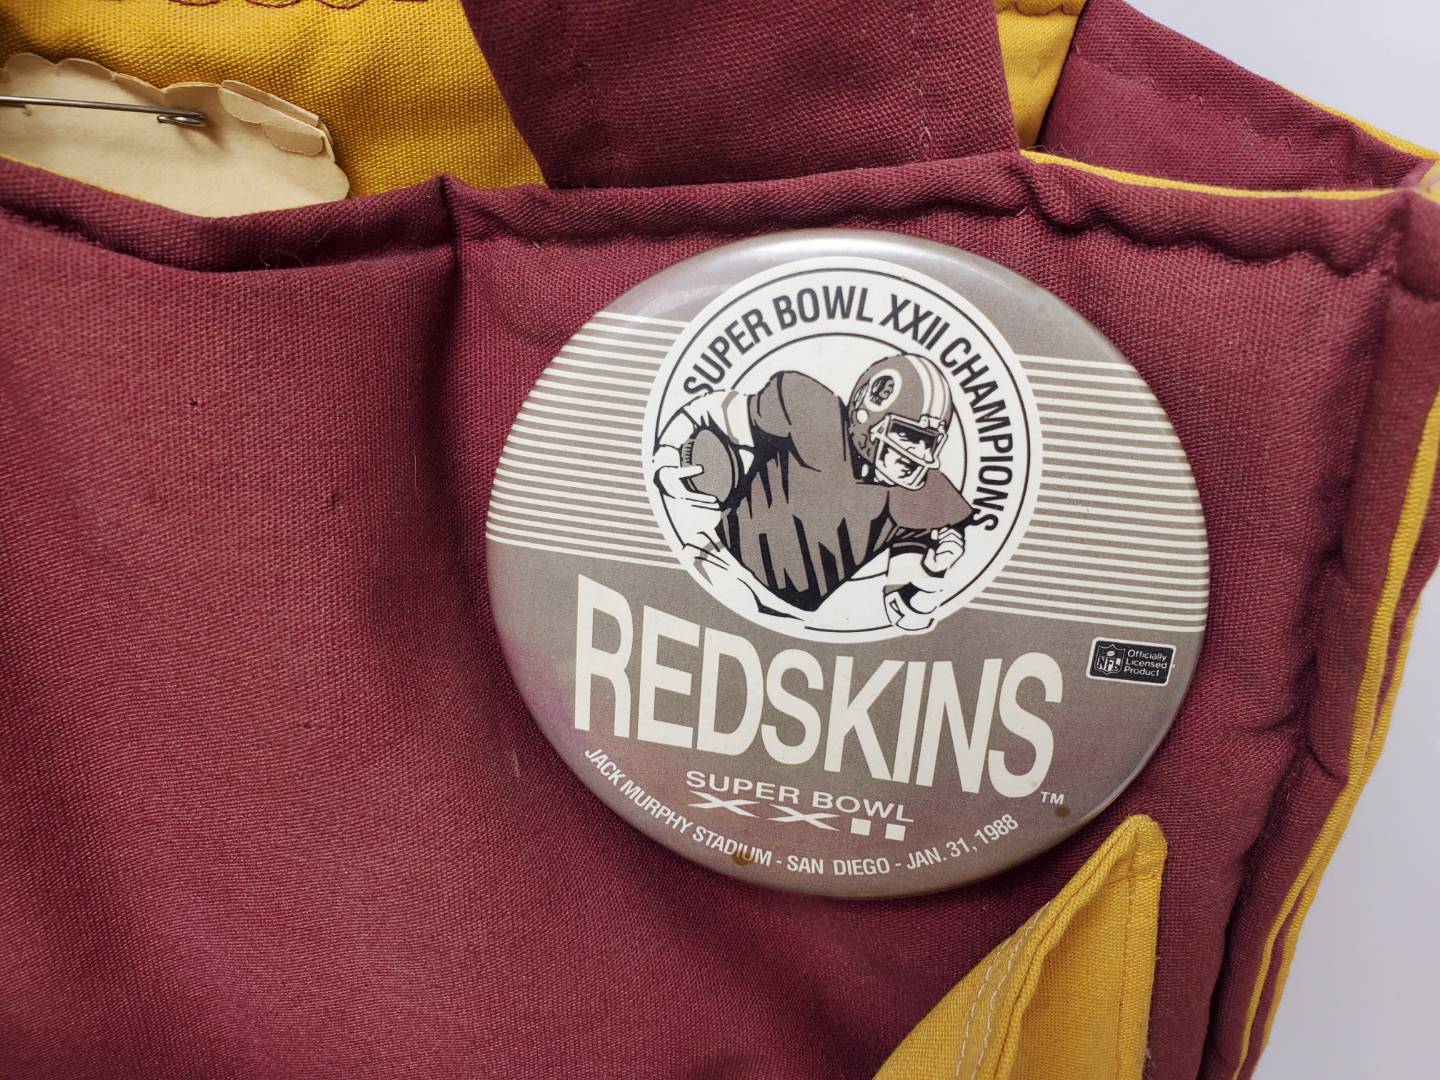 SUPER BOWL XXII CHAMPIONS
REDSKINS
TM
NFL
Officially
Licensed
Product
SUPER BOWL
XXII
JACK MURPHY STADIUM - SAN DIEGO - JAN. 31, 1988